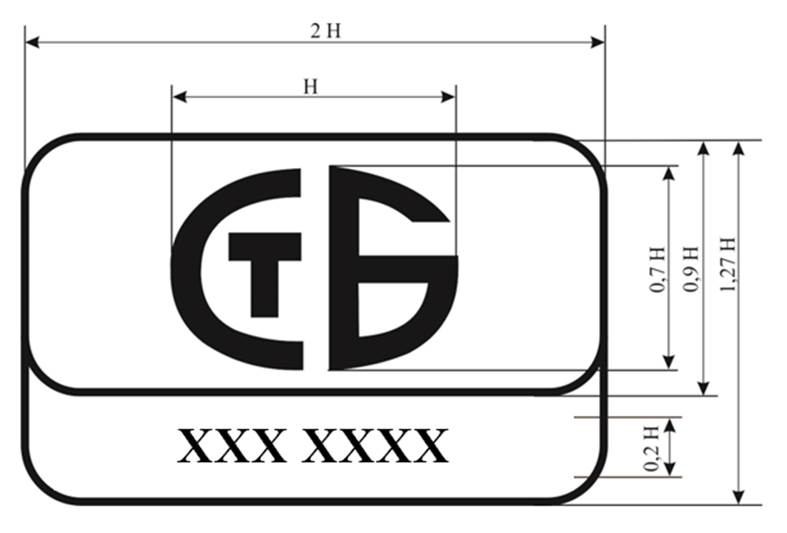 2 H
H
СТБ
0,7 H
0,9 H
1,27 H
XXX XXXX
0,2 H